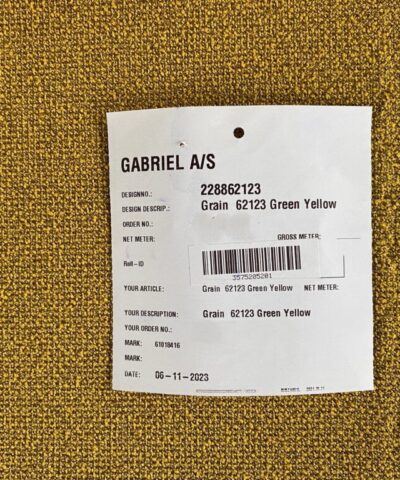 GABRIEL A/S
DESIGNNO.: 228862123
DESIGN DESCRIP.: Grain 62123 Green Yellow
ORDER NO.:
NET METER: GROSS METER:
Roll-ID
3575285201
YOUR ARTICLE: Grain 62123 Green Yellow NET METER:
YOUR DESCRIPTION: Grain 62123 Green Yellow
YOUR ORDER NO.:
MARK: 61018416
MARK:
DATE: 06-11-2023